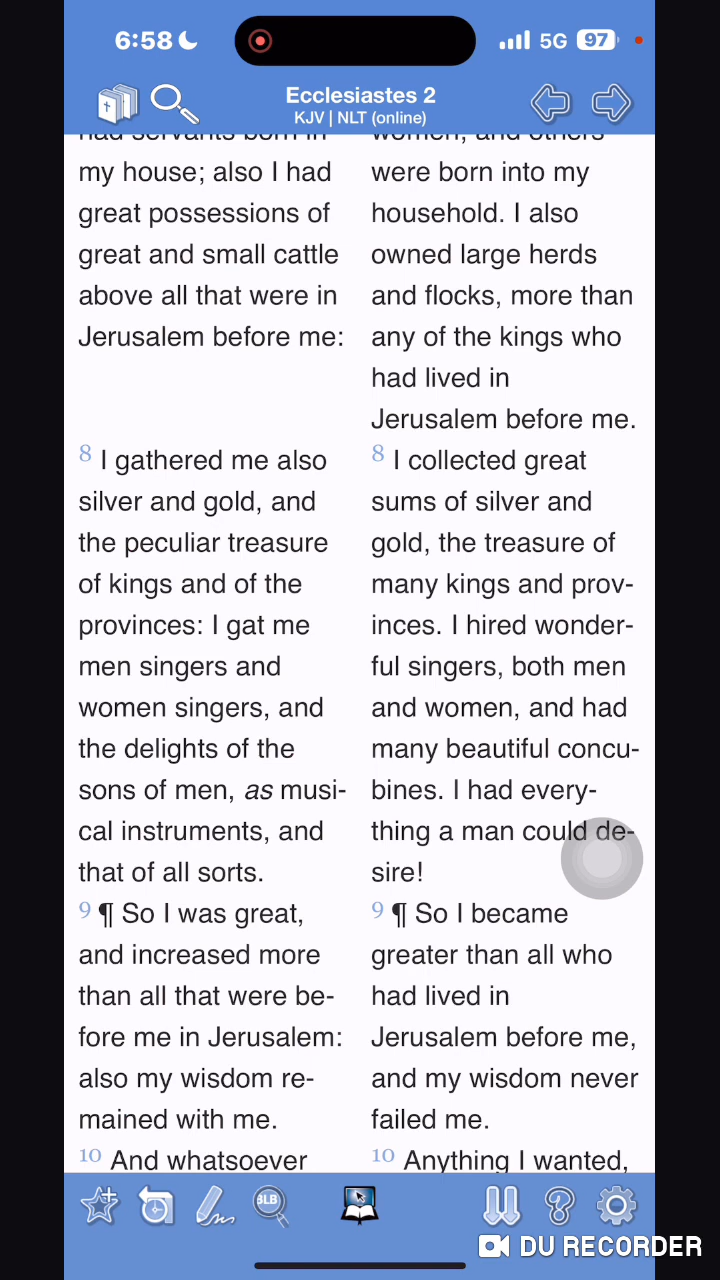 6:58
5G
97
Ecclesiastes 2
KJV | NLT (online)
had servants born in
my house; also I had
great possessions of
great and small cattle
above all that were in
Jerusalem before me:
8 I gathered me also
silver and gold, and
the peculiar treasure
of kings and of the
provinces: I gat me
men singers and
women singers, and
the delights of the
sons of men, as musi-
cal instruments, and
that of all sorts.
9 ¶ So I was great,
and increased more
than all that were be-
fore me in Jerusalem:
also my wisdom re-
mained with me.
10 And whatsoever
women, and others
were born into my
household. I also
owned large herds
and flocks, more than
any of the kings who
had lived in
Jerusalem before me.
8 I collected great
sums of silver and
gold, the treasure of
many kings and prov-
inces. I hired wonder-
ful singers, both men
and women, and had
many beautiful concu-
bines. I had every-
thing a man could de-
sire!
9 ¶ So I became
greater than all who
had lived in
Jerusalem before me,
and my wisdom never
failed me.
10 Anything I wanted,
BLB
DU RECORDER